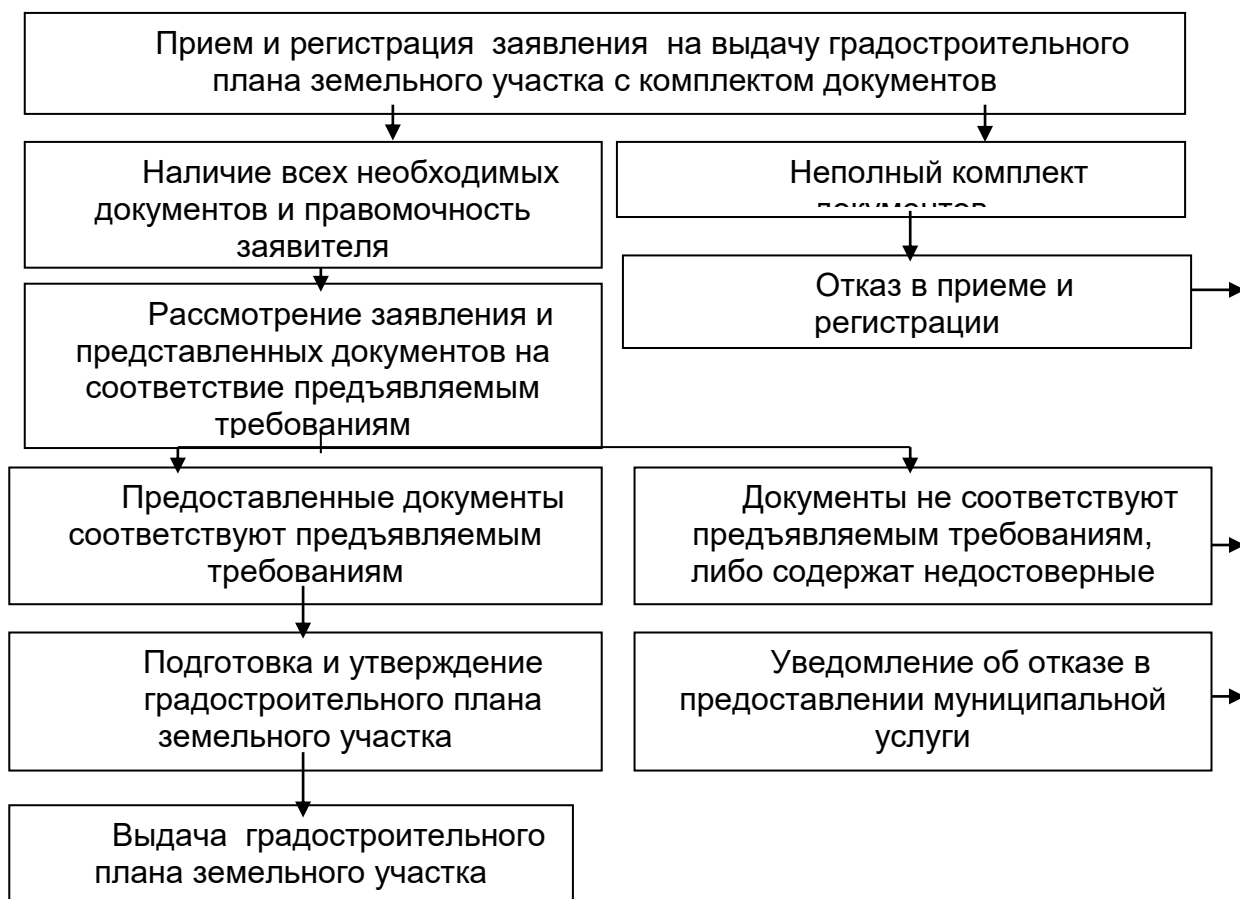 Прием и регистрация заявления на выдачу градостроительного
плана земельного участка с комплектом документов
Наличие всех необходимых
документов и правомочность
заявителя
Неполный комплект
документов
Отказ в приеме и
регистрации
Рассмотрение заявления и
представленных документов на
соответствие предъявляемым
требованиям
Предоставленные документы
соответствуют предъявляемым
требованиям
Документы не соответствуют
предъявляемым требованиям,
либо содержат недостоверные
Подготовка и утверждение
градостроительного плана
земельного участка
Уведомление об отказе в
предоставлении муниципальной
услуги
Выдача градостроительного
плана земельного участка